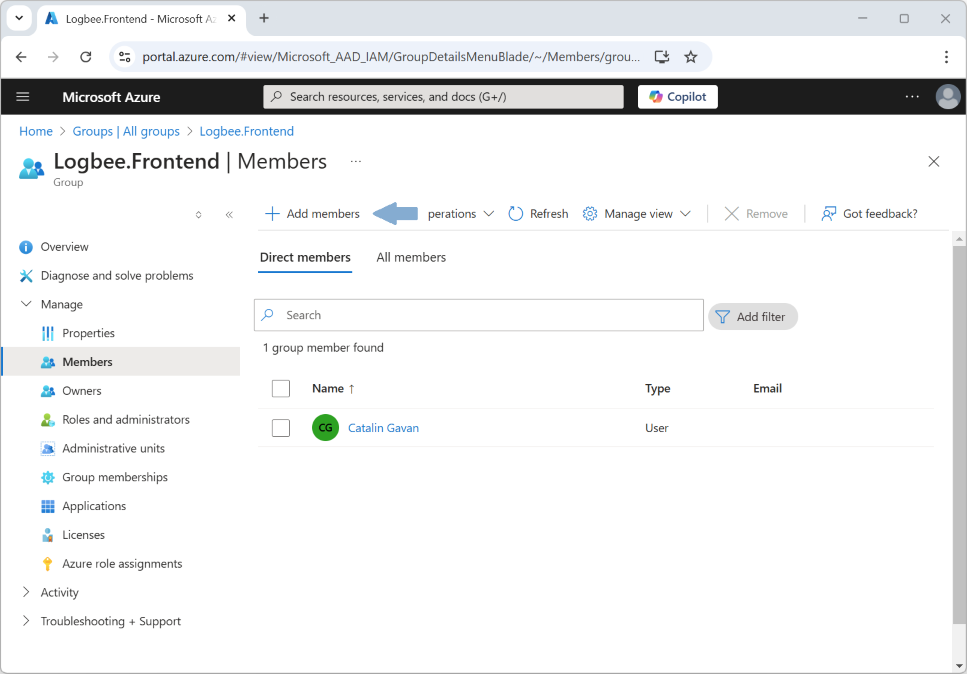 Logbee.Frontend - Microsoft Az
portal.azure.com/#view/Microsoft_AAD_IAM/GroupDetailsMenuBlade/~/Members/grou...
Microsoft Azure
Search resources, services, and docs (G+/)
Copilot
...
Home > Groups | All groups > Logbee.Frontend
Logbee.Frontend | Members ...
Group
+ Add members
perations
Refresh
Manage view
Remove
Got feedback?
Overview
Diagnose and solve problems
Manage
Properties
Members
Owners
Roles and administrators
Administrative units
Group memberships
Applications
Licenses
Azure role assignments
Activity
Troubleshooting + Support
Direct members
All members
Search
Add filter
1 group member found
Name ↑ Type Email
CG Catalin Gavan User